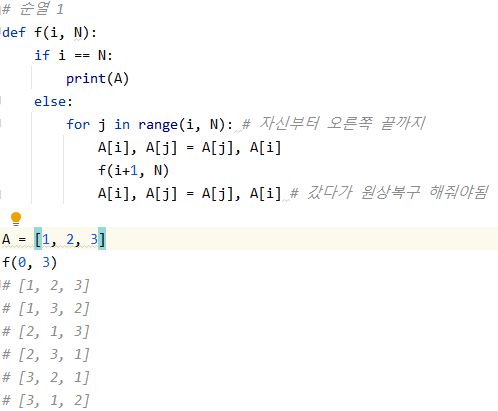 # 순열 1
def f(i, N):
    if i == N:
        print(A)
    else:
        for j in range(i, N): # 자신부터 오른쪽 끝까지
            A[i], A[j] = A[j], A[i]
            f(i+1, N)
            A[i], A[j] = A[j], A[i] # 갔다가 원상복구 해줘야됨
A = [1, 2, 3]
f(0, 3)
# [1, 2, 3]
# [1, 3, 2]
# [2, 1, 3]
# [2, 3, 1]
# [3, 2, 1]
# [3, 1, 2]